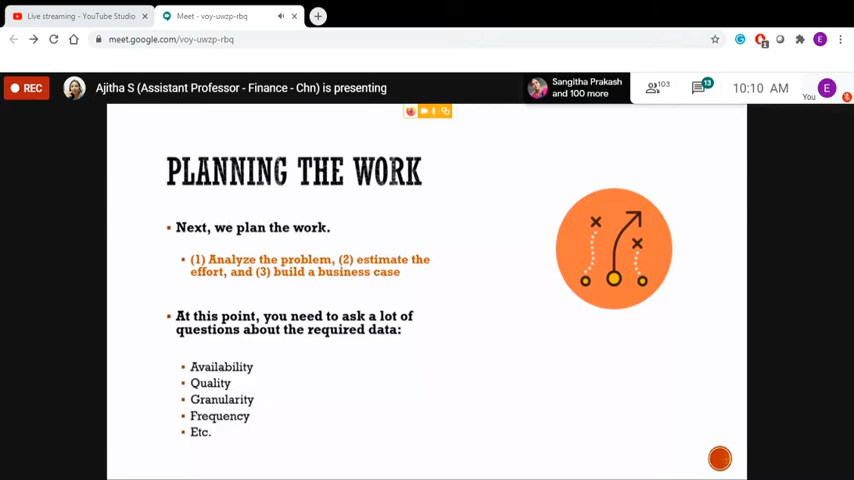 Live streaming - YouTube Studio
Meet - voy-uwzp-rbq
meet.google.com/voy-uwzp-rbq
E
REC
Ajitha S (Assistant Professor - Finance - Chn) is presenting
Sangitha Prakash
and 100 more
103
13
10:10 AM
You
E
PLANNING THE WORK
Next, we plan the work.
(1) Analyze the problem, (2) estimate the
effort, and (3) build a business case
At this point, you need to ask a lot of
questions about the required data:
Availability
Quality
Granularity
Frequency
Etc.